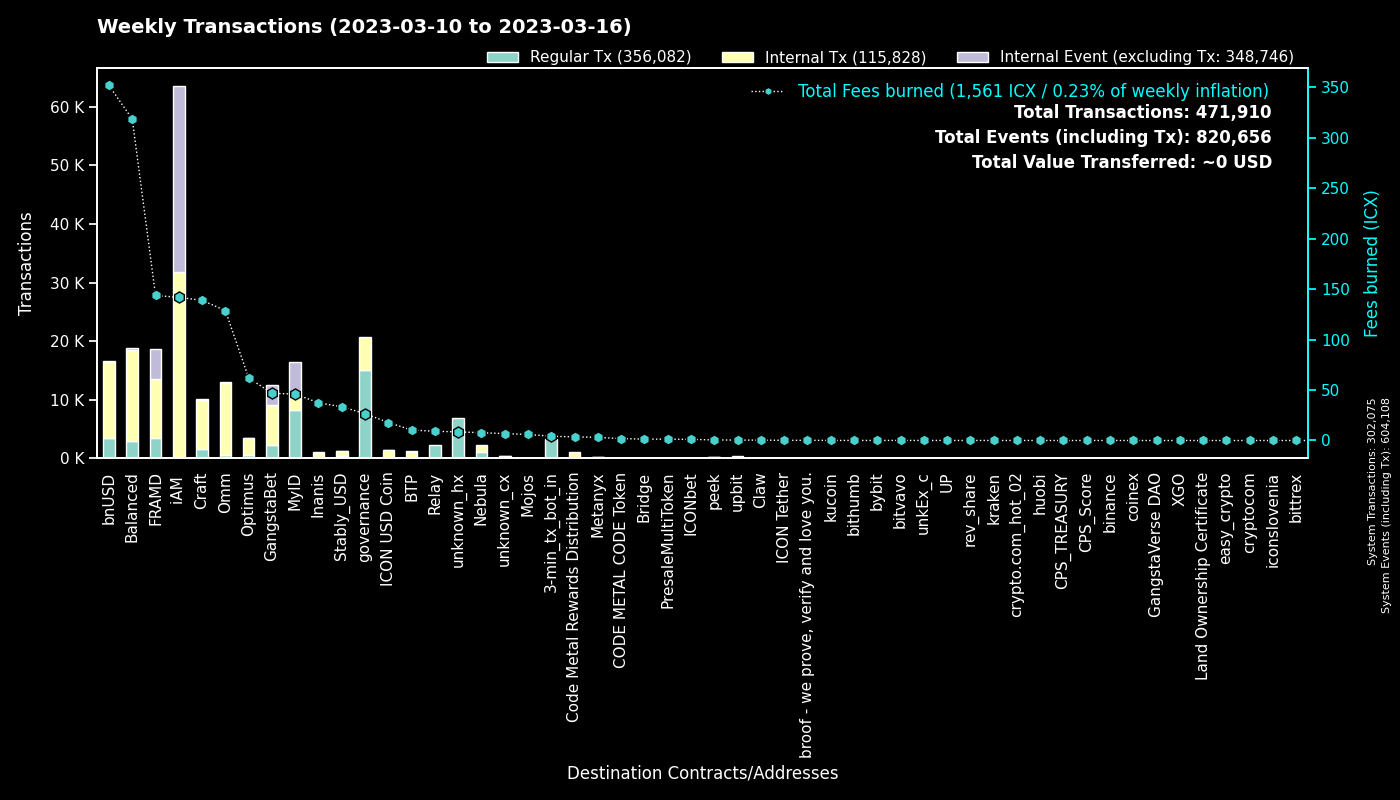 Weekly Transactions (2023-03-10 to 2023-03-16)
Regular Tx (356,082)
Internal Tx (115,828)
Internal Event (excluding Tx: 348,746)
Total Fees burned (1,561 ICX / 0.23% of weekly inflation)
Total Transactions: 471,910
Total Events (including Tx): 820,656
Total Value Transferred: ~0 USD
Transactions
60 K
50 K
40 K
30 K
20 K
10 K
0 K
350
300
250
200
150
100
50
0
Fees burned (ICX)
System Transactions: 302,075
System Events (including Tx): 604,108
bnUSD
Balanced
FRAMD
iAM
Craft
Omm
Optimus
GangstaBet
MyID
Inanis
Stably_USD
governance
ICON USD Coin
BTP
Relay
unknown_hx
Nebula
unknown_cx
Mojos
3-min_tx_bot_in
Code Metal Rewards Distribution
Metanyx
CODE METAL CODE Token
Bridge
PresaleMultiToken
ICONbet
peek
upbit
Claw
ICON Tether
broof - we prove, verify and love you.
kucoin
bithumb
bybit
bitvavo
unkEx_c
UP
rev_share
kraken
crypto.com_hot_02
huobi
CPS_TREASURY
CPS_Score
binance
coinex
GangstaVerse DAO
XGO
Land Ownership Certificate
easy_crypto
cryptocom
iconslovenia
bittrex
Destination Contracts/Addresses